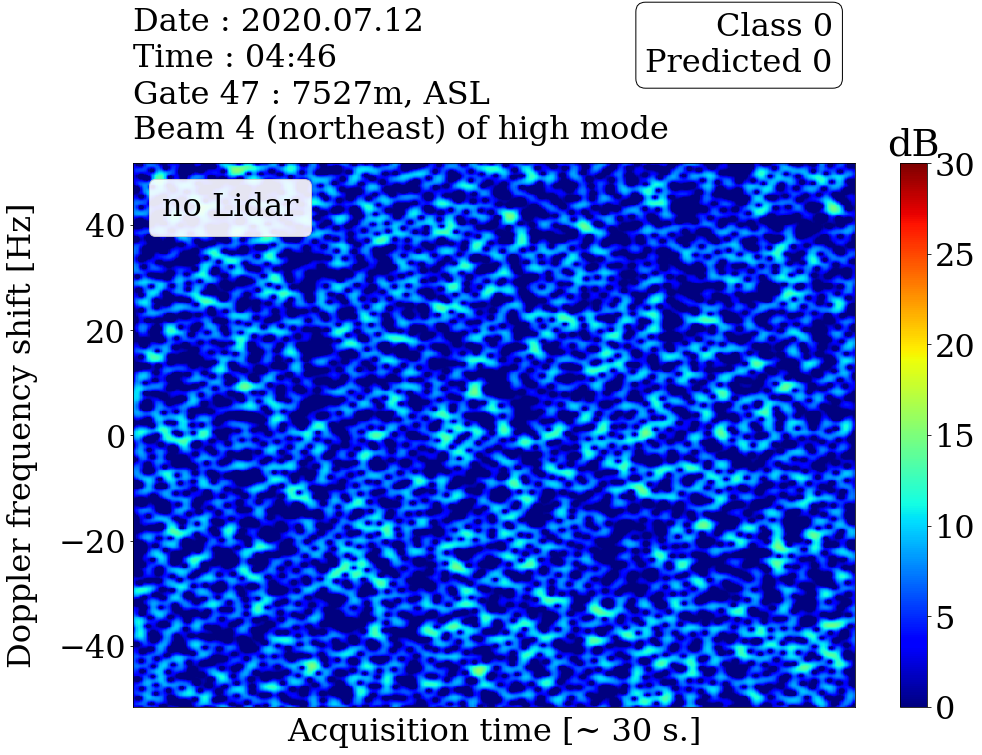 Date : 2020.07.12
Time : 04:46
Gate 47 : 7527m, ASL
Beam 4 (northeast) of high mode
Class 0
Predicted 0
dB
no Lidar
Doppler frequency shift [Hz]
40
20
0
−20
−40
30
25
20
15
10
5
0
Acquisition time [~ 30 s.]